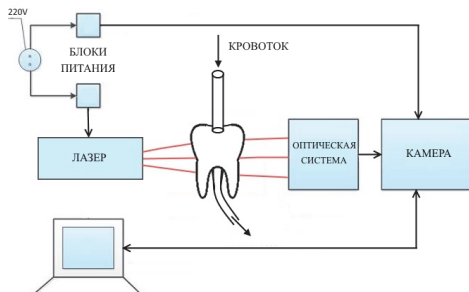 220V
БЛОКИ
ПИТАНИЯ
КРОВОТОК
ЛАЗЕР
ОПТИЧЕСКАЯ
СИСТЕМА
КАМЕРА